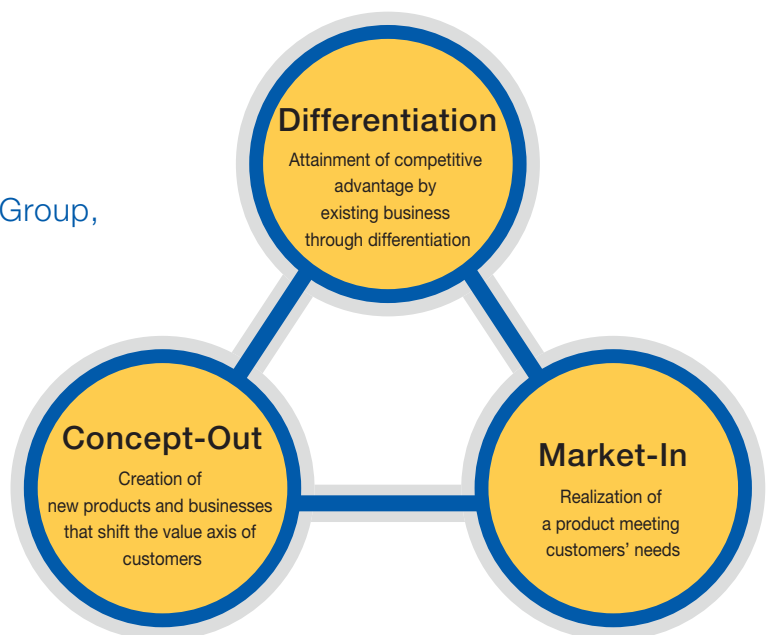 Differentiation
Attainment of competitive
advantage by
existing business
through differentiation
Group,
Concept-Out
Creation of
new products and businesses
that shift the value axis of
customers
Market-In
Realization of
a product meeting
customers’ needs